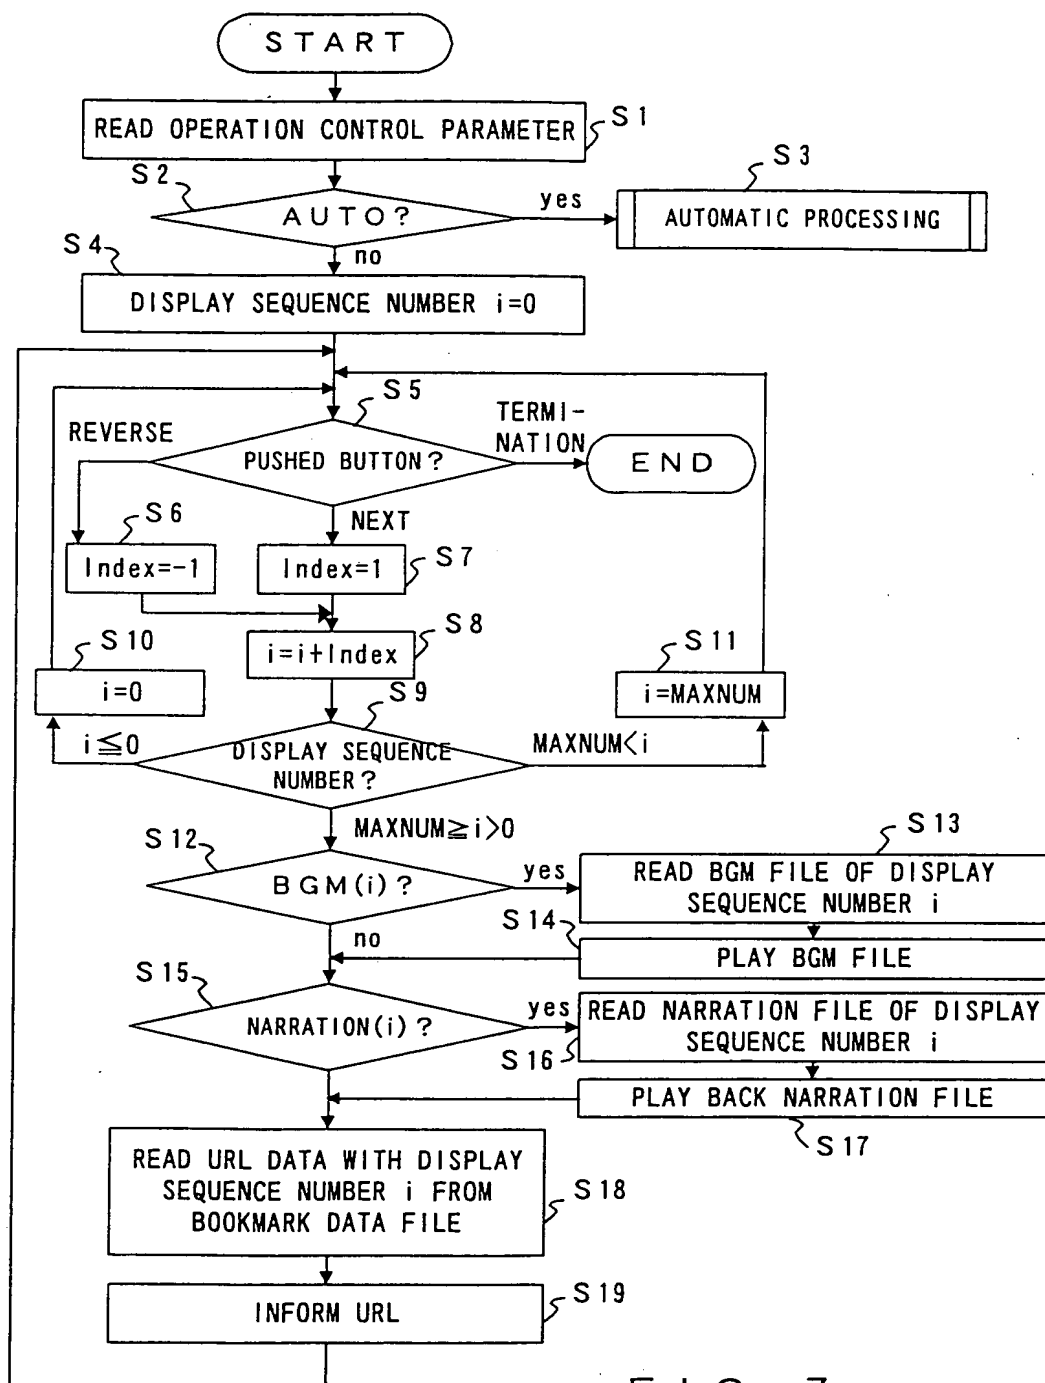 START
READ OPERATION CONTROL PARAMETER
S1
S2
AUTO?
yes
S3
AUTOMATIC PROCESSING
no
S4
DISPLAY SEQUENCE NUMBER i=0
S5
REVERSE
PUSHED BUTTON?
TERMI-
NATION
END
NEXT
S6
Index=-1
Index=1
S7
S8
i=i+Index
S10
i=0
S11
i=MAXNUM
S9
i≦0
DISPLAY SEQUENCE
NUMBER?
MAXNUM<i
MAXNUM≧i>0
S12
BGM(i)?
yes
S13
READ BGM FILE OF DISPLAY
SEQUENCE NUMBER i
no
S14
PLAY BGM FILE
S15
NARRATION(i)?
yes
READ NARRATION FILE OF DISPLAY
SEQUENCE NUMBER i
S16
PLAY BACK NARRATION FILE
S17
READ URL DATA WITH DISPLAY
SEQUENCE NUMBER i FROM
BOOKMARK DATA FILE
S18
INFORM URL
S19